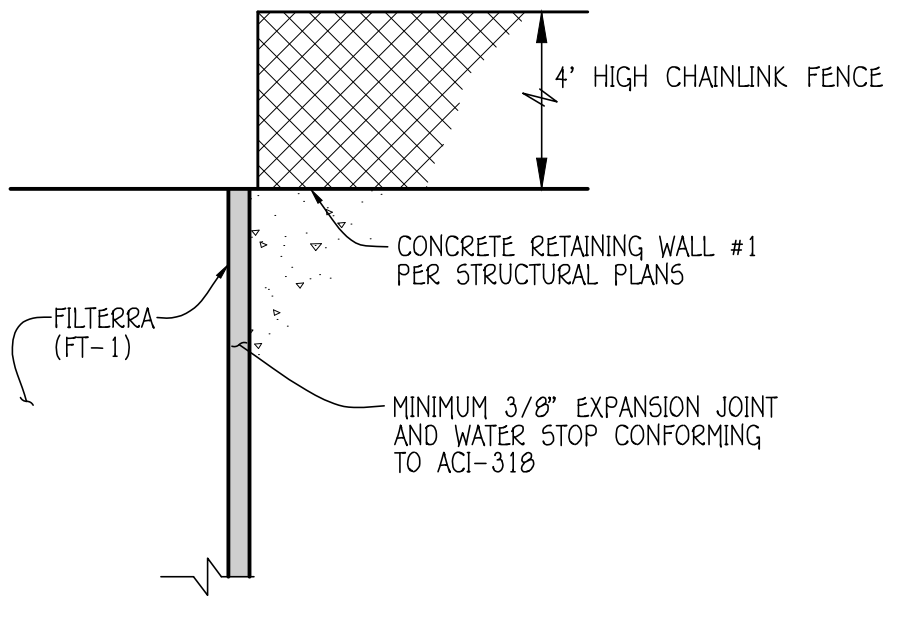 4' HIGH CHAINLINK FENCE
CONCRETE RETAINING WALL #1
PER STRUCTURAL PLANS
FILTERRA
(FT-1)
MINIMUM 3/8" EXPANSION JOINT
AND WATER STOP CONFORMING
TO ACI-318